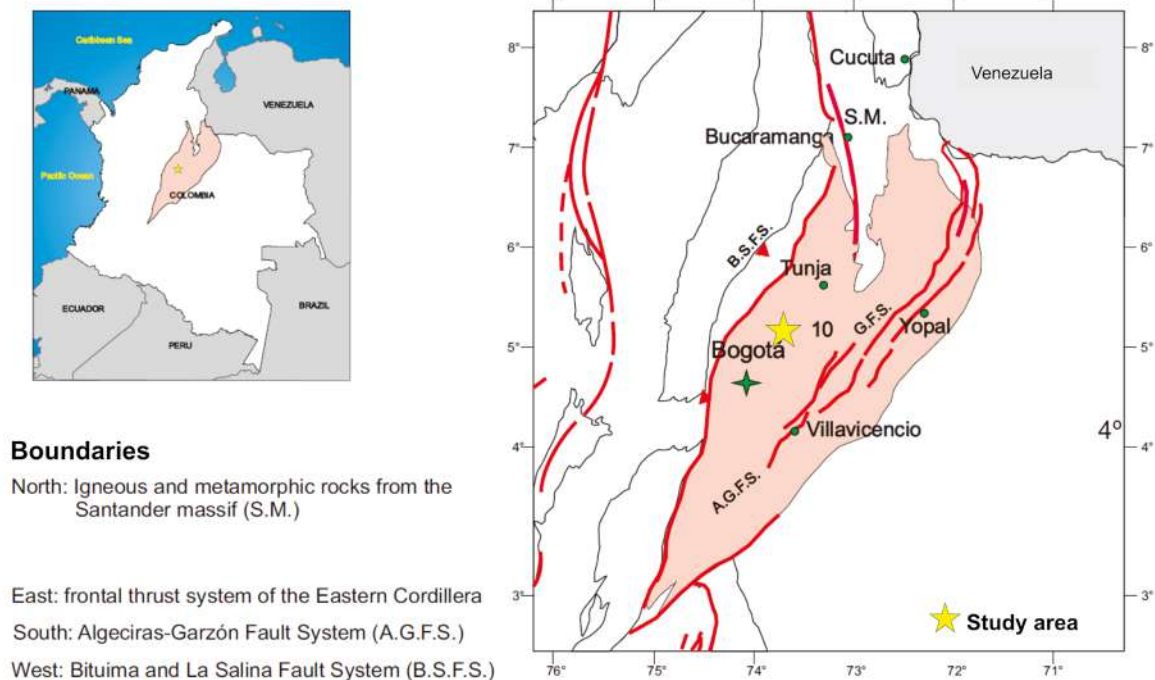 Caribbean Sea
PANAMA
VENEZUELA
Pacific Ocean
COLOMBIA
ECUADOR
BRAZIL
PERU
Boundaries
North: Igneous and metamorphic rocks from the
Santander massif (S.M.)
East: frontal thrust system of the Eastern Cordillera
South: Algeciras-Garzón Fault System (A.G.F.S.)
West: Bituima and La Salina Fault System (B.S.F.S.)
8°
8°
Cucuta
Venezuela
S.M.
Bucaramanga
7°
7°
B.S.F.S.
6°
6°
Tunja
G.F.S.
10
Yopal
5°
5°
Bogotá
Villavicencio
4°
4°
4°
A.G.F.S.
3°
3°
Study area
76°
75°
74°
73°
72°
71°